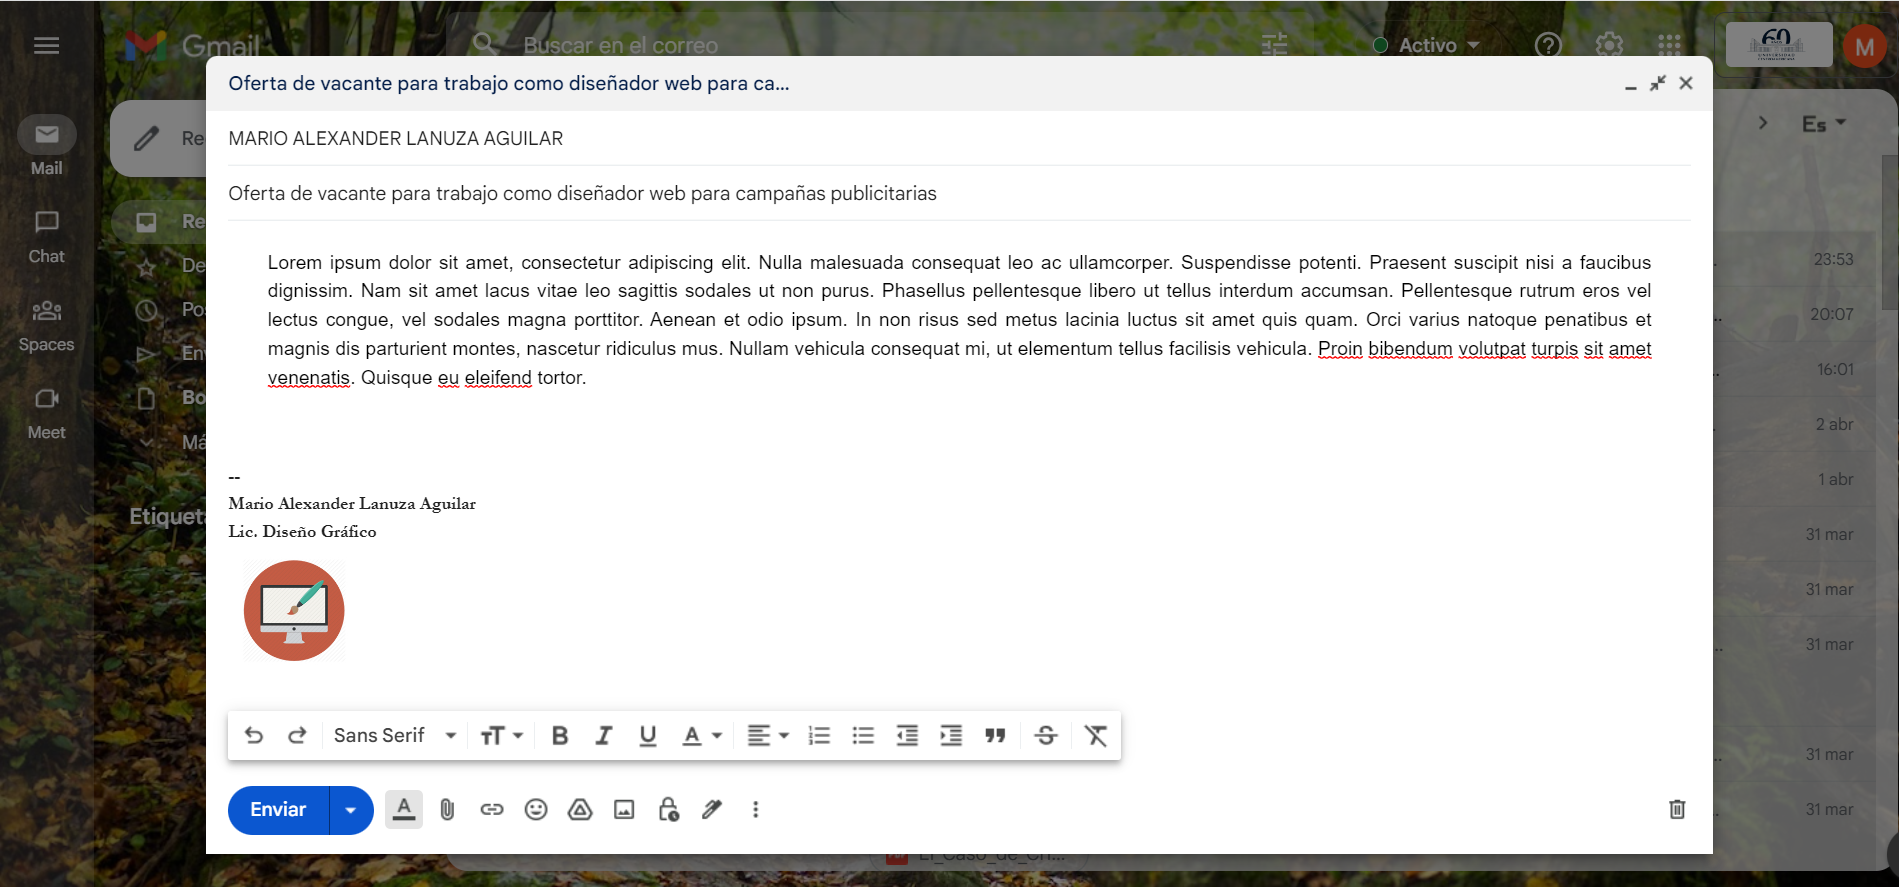 Gmail
Buscar en el correo
Activo
60
M
Oferta de vacante para trabajo como diseñador web para ca...
Re
Es
MARIO ALEXANDER LANUZA AGUILAR
Mail
Oferta de vacante para trabajo como diseñador web para campañas publicitarias
Re
Chat
Lorem ipsum dolor sit amet, consectetur adipiscing elit. Nulla malesuada consequat leo ac ullamcorper. Suspendisse potenti. Praesent suscipit nisi a faucibus
De
23:53
dignissim. Nam sit amet lacus vitae leo sagittis sodales ut non purus. Phasellus pellentesque libero ut tellus interdum accumsan. Pellentesque rutrum eros vel
Pos
20:07
lectus congue, vel sodales magna porttitor. Aenean et odio ipsum. In non risus sed metus lacinia luctus sit amet quis quam. Orci varius natoque penatibus et
Spaces
Env
magnis dis parturient montes, nascetur ridiculus mus. Nullam vehicula consequat mi, ut elementum tellus facilisis vehicula. Proin bibendum volutpat turpis sit amet
16:01
venenatis. Quisque eu eleifend tortor.
Bo
Meet
Má
2 abr
--
1 abr
Mario Alexander Lanuza Aguilar
Etiquet
Lic. Diseño Gráfico
31 mar
31 mar
31 mar
Sans Serif
31 mar
Enviar
31 mar
El_Caso_de_Cri...